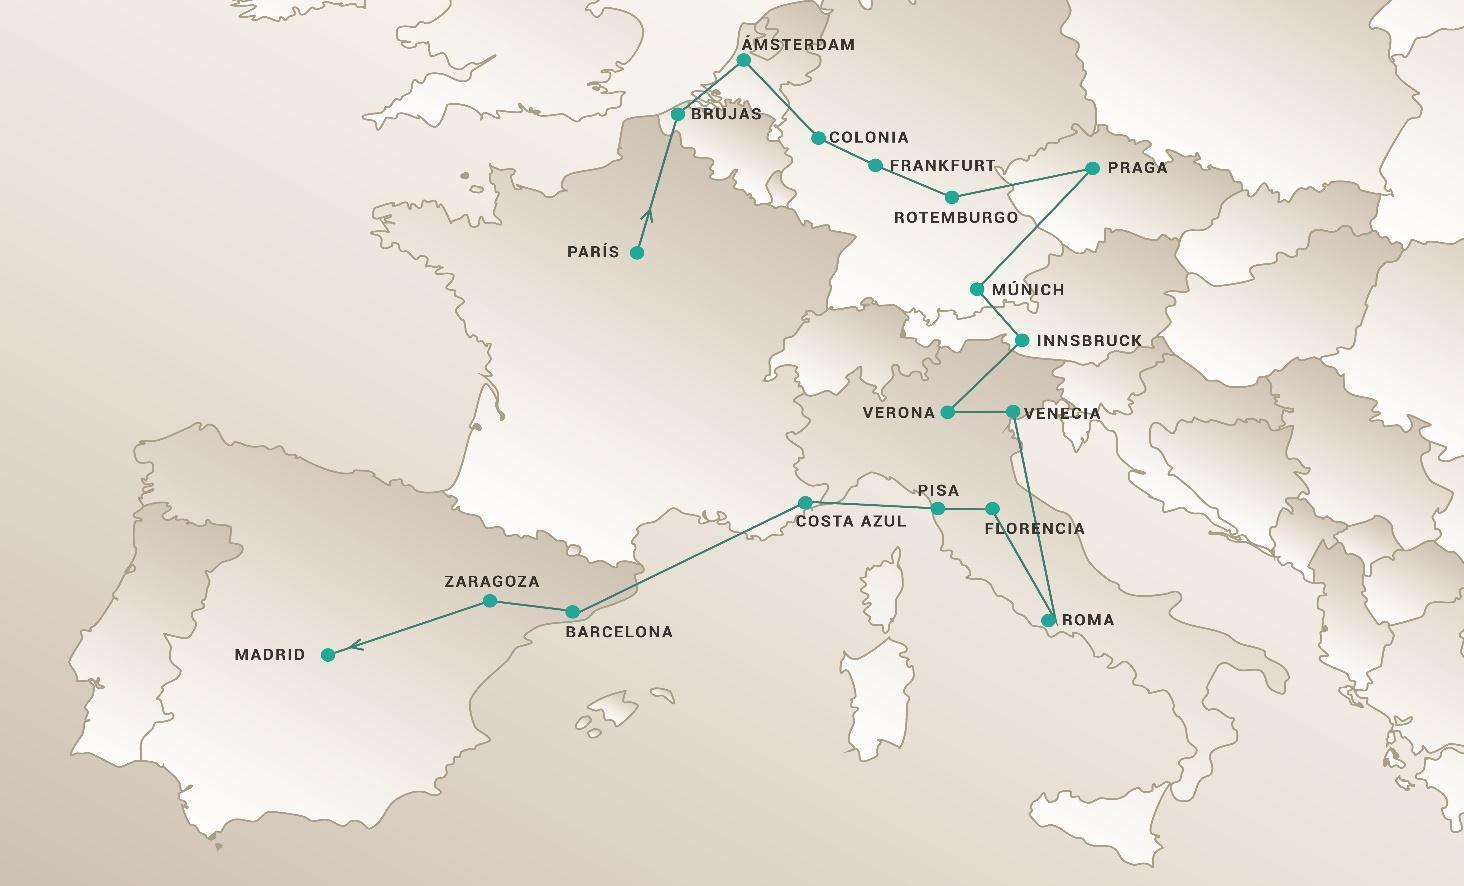 ÁMSTERDAM
BRUJAS
COLONIA
FRANKFURT
PRAGA
ROTEMBURGO
PARÍS
MÚNICH
INNSBRUCK
VERONA
VENECIA
PISA
COSTA AZUL
FLORENCIA
ZARAGOZA
ROMA
BARCELONA
MADRID